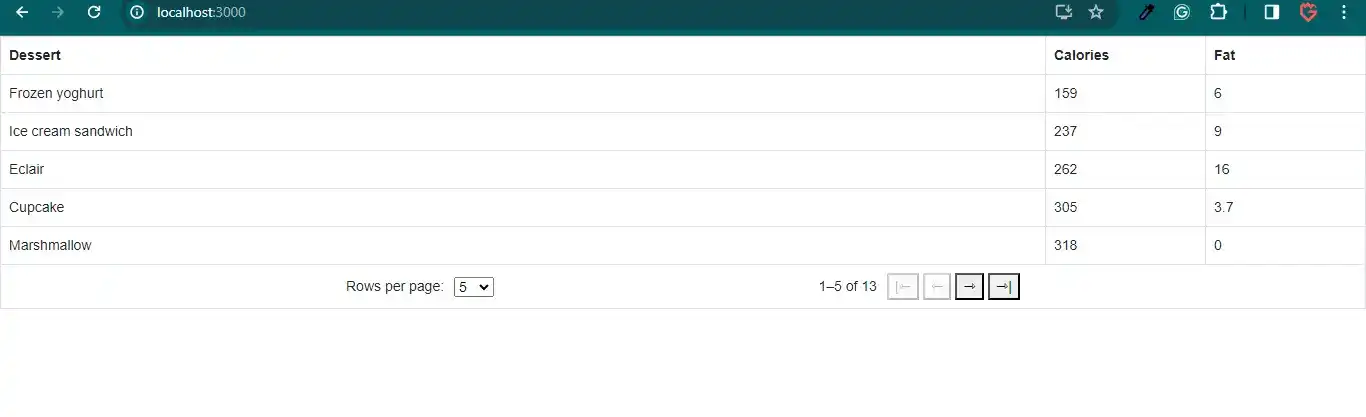 localhost:3000
Dessert Calories Fat
Frozen yoghurt 159 6
Ice cream sandwich 237 9
Eclair 262 16
Cupcake 305 3.7
Marshmallow 318 0
Rows per page: 5 1–5 of 13 |⇽ ⇽ ⇾ ⇾|